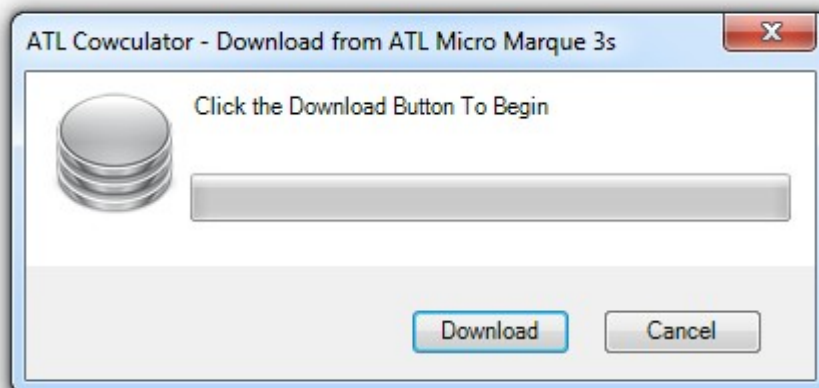 ATL Cowculator - Download from ATL Micro Marque 3s
Click the Download Button To Begin
Download
Cancel